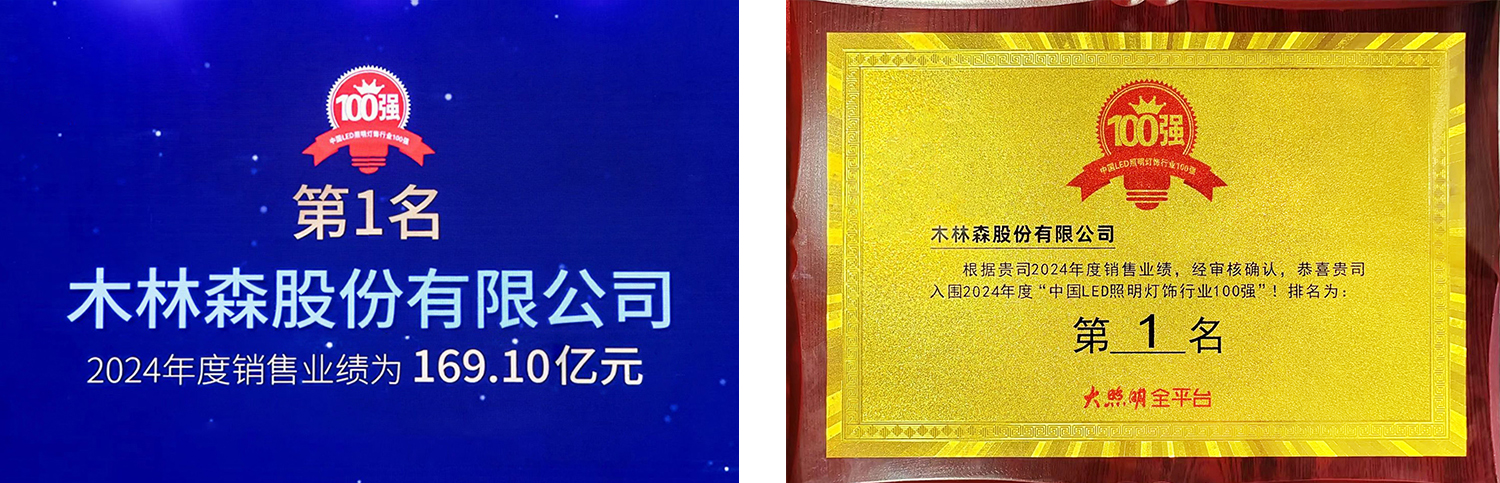 100强
中国LED照明灯饰行业100强
第1名
木林森股份有限公司
2024年度销售业绩为 169.10亿元
100强
中国LED照明灯饰行业100强
木林森股份有限公司
根据贵司2024年度销售业绩，经审核确认，恭喜贵司
入围2024年度“中国LED照明灯饰行业100强”！排名为：
第 1 名
大照明全平台